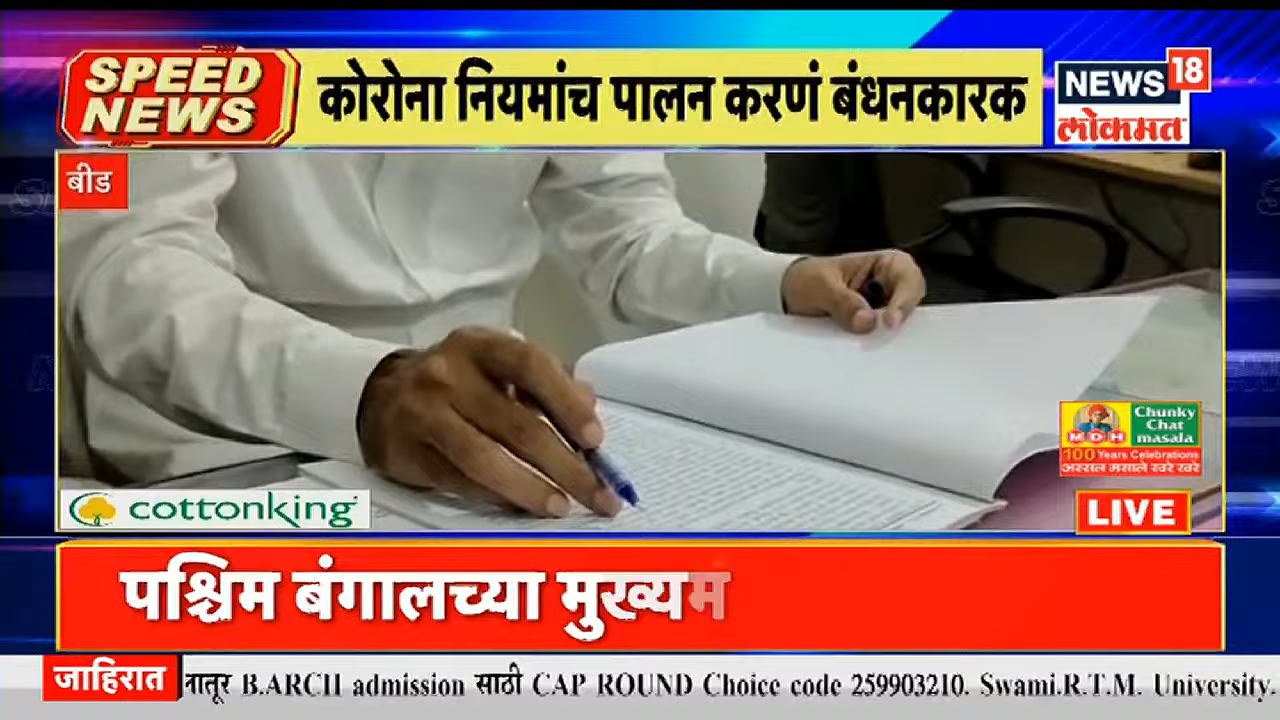 SPEED
NEWS
कोरोना नियमांच पालन करणं बंधनकारक
NEWS 18
लोकमत
बीड
MDH
Chunky
Chat
masala
100 Years Celebrations
असली मसाले सच सच
cottonking
LIVE
पश्चिम बंगालच्या मुख्यम
जाहिरात
नातूर B.ARCH admission साठी CAP ROUND Choice code 259903210. Swami.R.T.M. University.